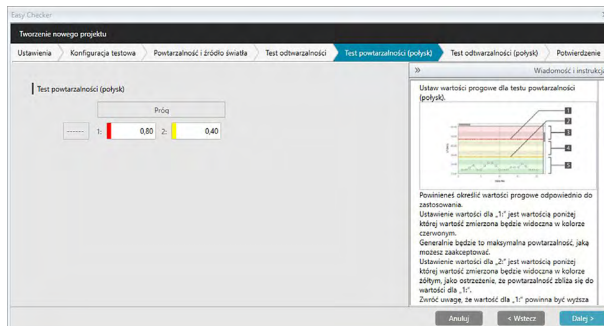 Easy Checker
Tworzenie nowego projektu
Ustawienia
Konfiguracja testowa
Powtarzalność i źródło światła
Test odtwarzalności
Test powtarzalności (połysk)
Test odtwarzalności (połysk)
Potwierdzenie
» Wiadomość i instrukcja
Test powtarzalności (połysk)
Próg
------ 1: 0,80 2: 0,40
Ustaw wartości progowe dla testu powtarzalności
(połysk).
1
2
3
4
5
Powinieneś określić wartości progowe odpowiednio do
zastosowania.
Ustawienie wartości dla „1:” jest wartością poniżej
której wartość zmierzona będzie widoczna w kolorze
czerwonym.
Generalnie będzie to maksymalna powtarzalność, jaką
możesz zaakceptować.
Ustawienie wartości dla „2:” jest wartością poniżej
której wartość zmierzona będzie widoczna w kolorze
żółtym, jako ostrzeżenie, że powtarzalność zbliża się do
wartości dla „1:”.
Zwróć uwagę, że wartość dla „1:” powinna być wyższa
Anuluj
< Wstecz
Dalej >